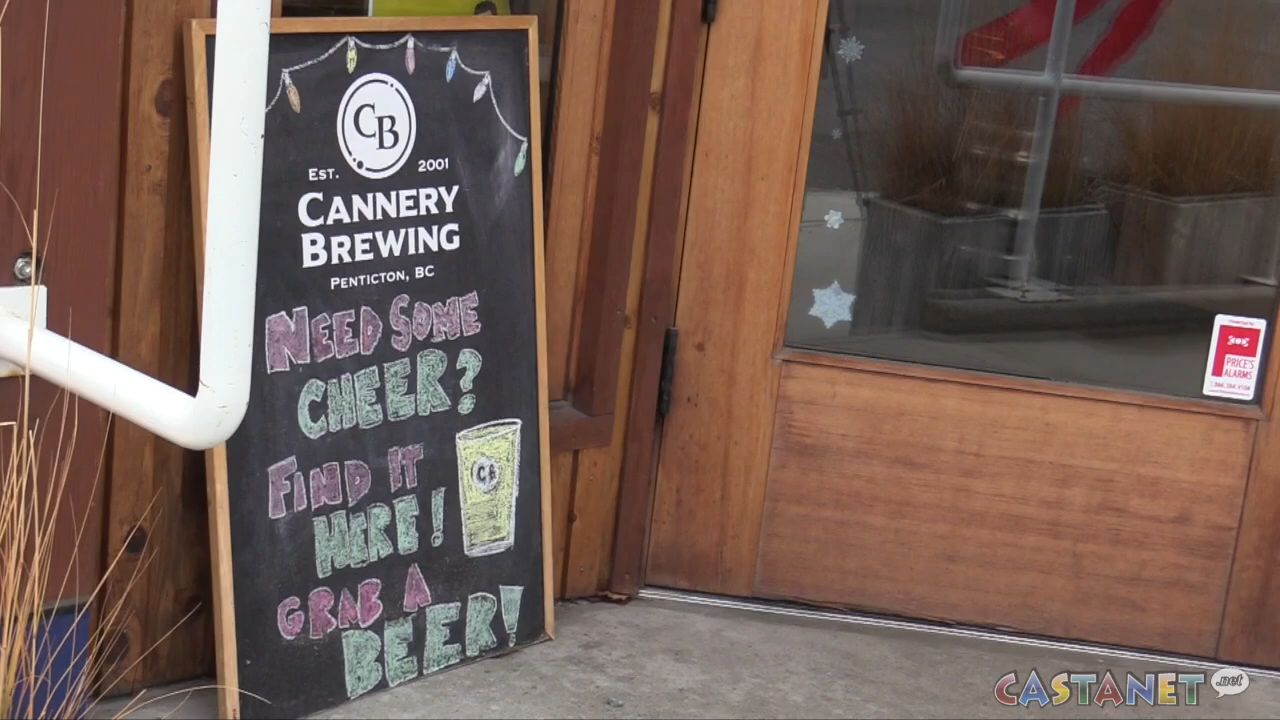 CB
EST. 2001
CANNERY
BREWING
PENTICTON, BC
NEED SOME
CHEER?
FIND IT
HERE!
CB
GRAB A
BEER!
PRICE'S
ALARMS
CASTANET .net